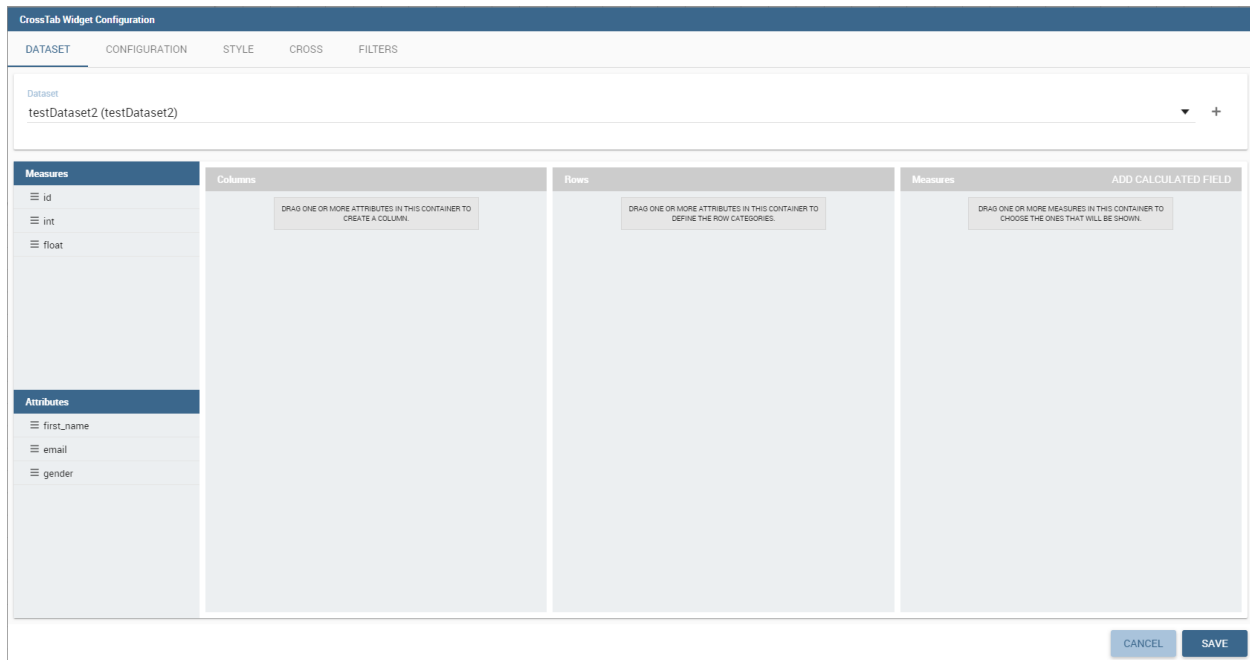 CrossTab Widget Configuration
DATASET CONFIGURATION STYLE CROSS FILTERS
Dataset
testDataset2 (testDataset2)
Measures
id
int
float
Attributes
first_name
email
gender
Columns
DRAG ONE OR MORE ATTRIBUTES IN THIS CONTAINER TO
CREATE A COLUMN.
Rows
DRAG ONE OR MORE ATTRIBUTES IN THIS CONTAINER TO
DEFINE THE ROW CATEGORIES.
Measures ADD CALCULATED FIELD
DRAG ONE OR MORE MEASURES IN THIS CONTAINER TO
CHOOSE THE ONES THAT WILL BE SHOWN.
CANCEL SAVE